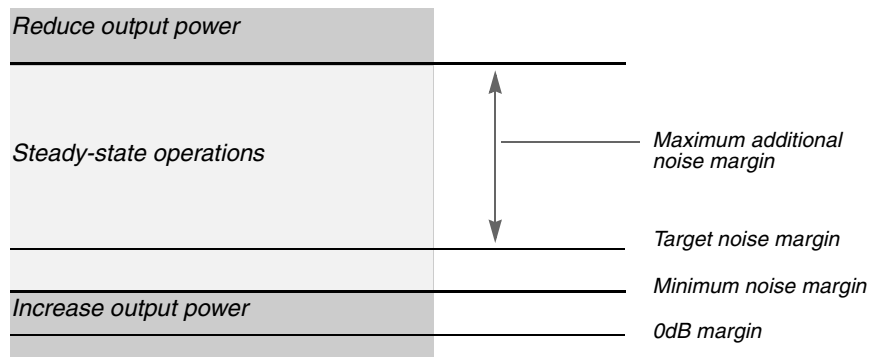 Reduce output power
Steady-state operations
Maximum additional
noise margin
Target noise margin
Minimum noise margin
Increase output power
0dB margin